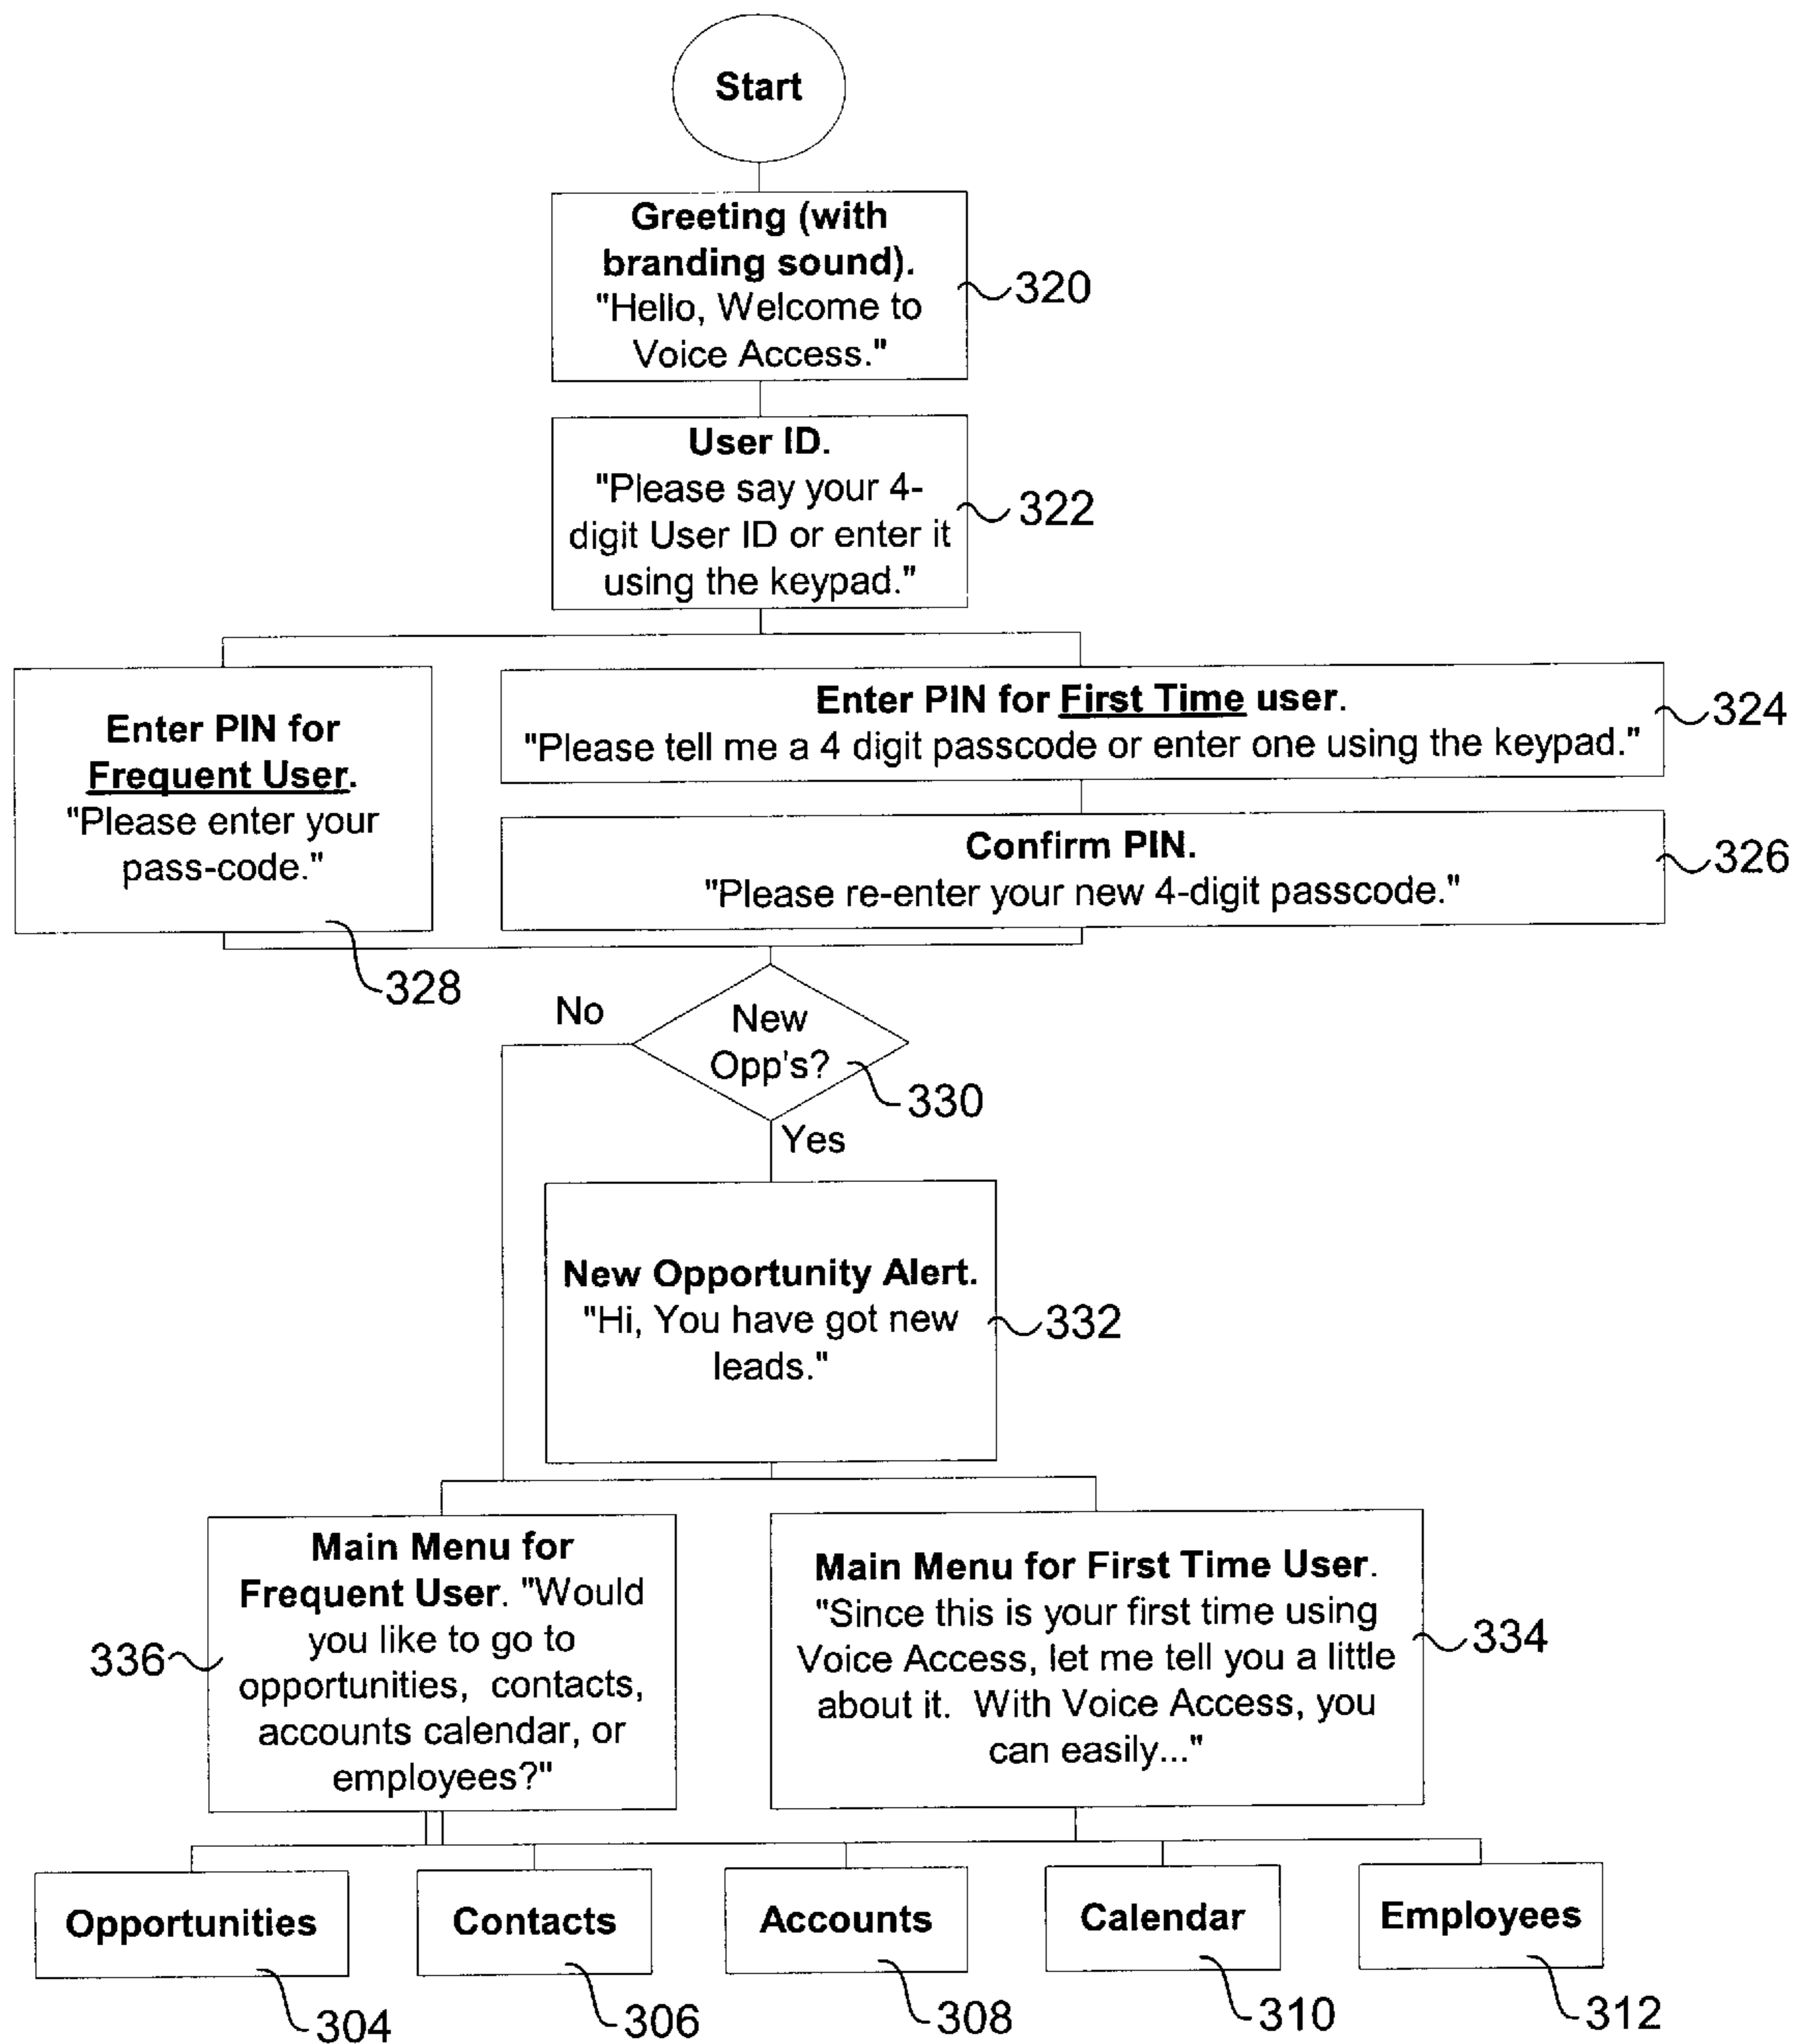 Start
Greeting (with
branding sound).
"Hello, Welcome to
Voice Access."
320
User ID.
"Please say your 4-
digit User ID or enter it
using the keypad."
322
Enter PIN for
Frequent User.
"Please enter your
pass-code."
328
Enter PIN for First Time user.
"Please tell me a 4 digit passcode or enter one using the keypad."
324
Confirm PIN.
"Please re-enter your new 4-digit passcode."
326
No
New
Opp's?
330
Yes
New Opportunity Alert.
"Hi, You have got new
leads."
332
Main Menu for
Frequent User. "Would
you like to go to
opportunities, contacts,
accounts calendar, or
employees?"
336
Main Menu for First Time User.
"Since this is your first time using
Voice Access, let me tell you a little
about it. With Voice Access, you
can easily..."
334
Opportunities
304
Contacts
306
Accounts
308
Calendar
310
Employees
312